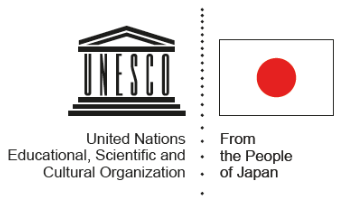 UNESCO
United Nations
Educational, Scientific and
Cultural Organization
From
the People
of Japan